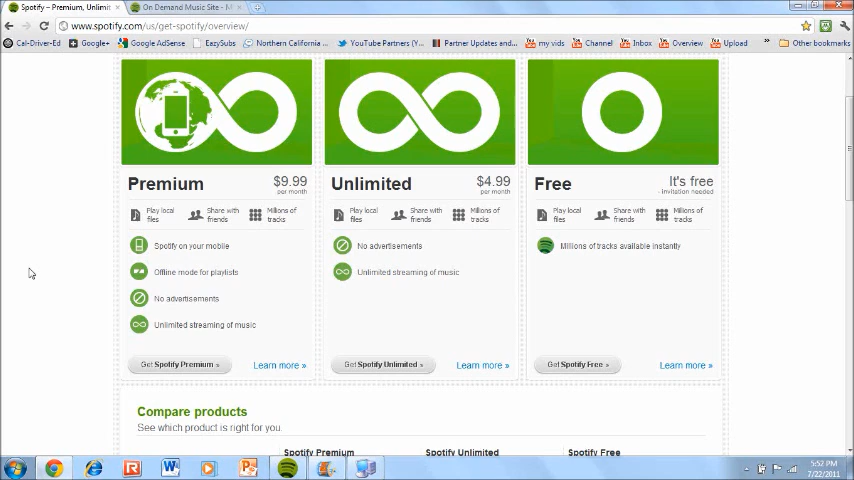 Spotify – Premium, Unlimit
On Demand Music Site - M
www.spotify.com/us/get-spotify/overview/
Cal-Driver-Ed
Google+
Google AdSense
EasySubs
Northern California ...
YouTube Partners (Y...
Partner Updates and...
my vids
Channel
Inbox
Overview
Upload
»
Other bookmarks
Premium
$9.99
per month
Play local files
Share with friends
Millions of tracks
Spotify on your mobile
Offline mode for playlists
No advertisements
Unlimited streaming of music
Get Spotify Premium »
Learn more »
Unlimited
$4.99
per month
Play local files
Share with friends
Millions of tracks
No advertisements
Unlimited streaming of music
Get Spotify Unlimited »
Learn more »
Free
It's free
- invitation needed
Play local files
Share with friends
Millions of tracks
Millions of tracks available instantly
Get Spotify Free »
Learn more »
Compare products
See which product is right for you.
Spotify Premium
Spotify Unlimited
Spotify Free
5:52 PM
7/22/2011